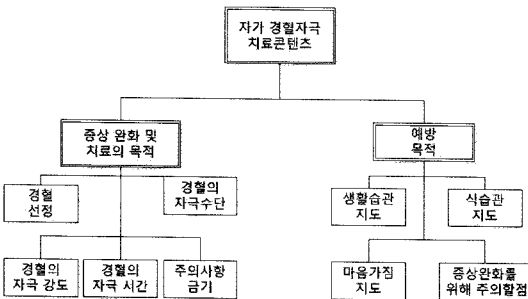 자가 경혈자극
치료콘텐츠
증상 완화 및
치료의 목적
예방
목적
경혈
선정
경혈의
자극수단
생활습관
지도
식습관
지도
경혈의
자극 강도
경혈의
자극 시간
주의사항
금기
마음가짐
지도
증상완화를
위해 주의할점